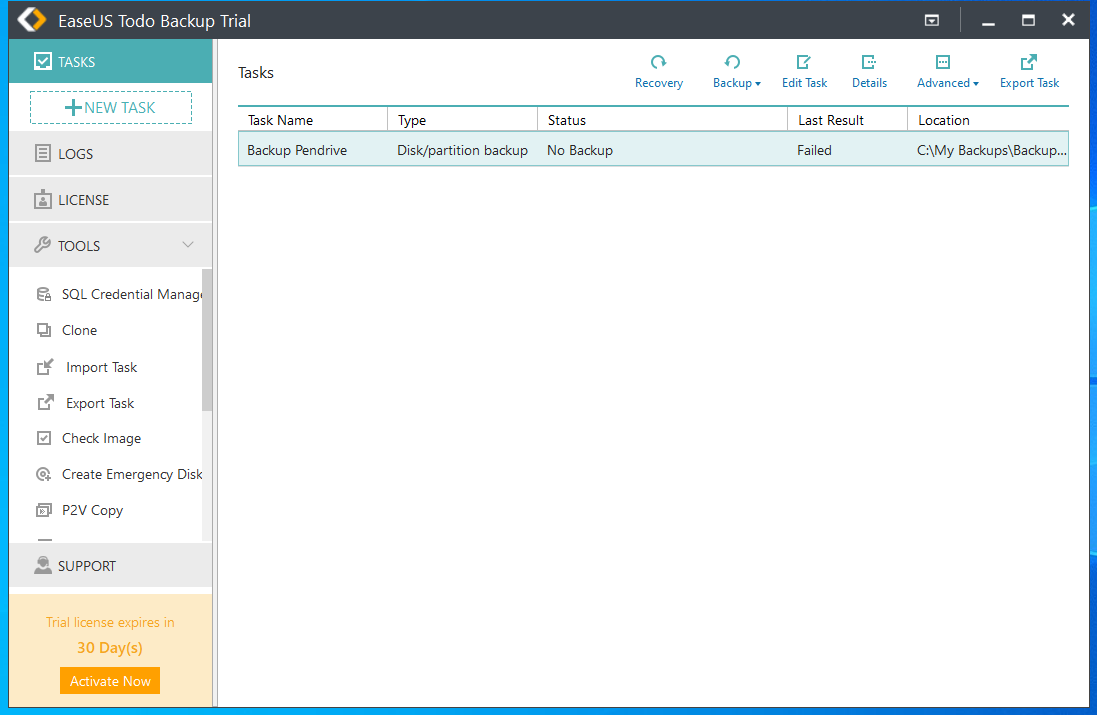 EaseUS Todo Backup Trial
TASKS
NEW TASK
LOGS
LICENSE
TOOLS
SQL Credential Manage
Clone
Import Task
Export Task
Check Image
Create Emergency Disk
P2V Copy
SUPPORT
Trial license expires in
30 Day(s)
Activate Now
Tasks
Recovery Backup Edit Task Details Advanced Export Task
Task Name Type Status Last Result Location
Backup Pendrive Disk/partition backup No Backup Failed C:\My Backups\Backup...